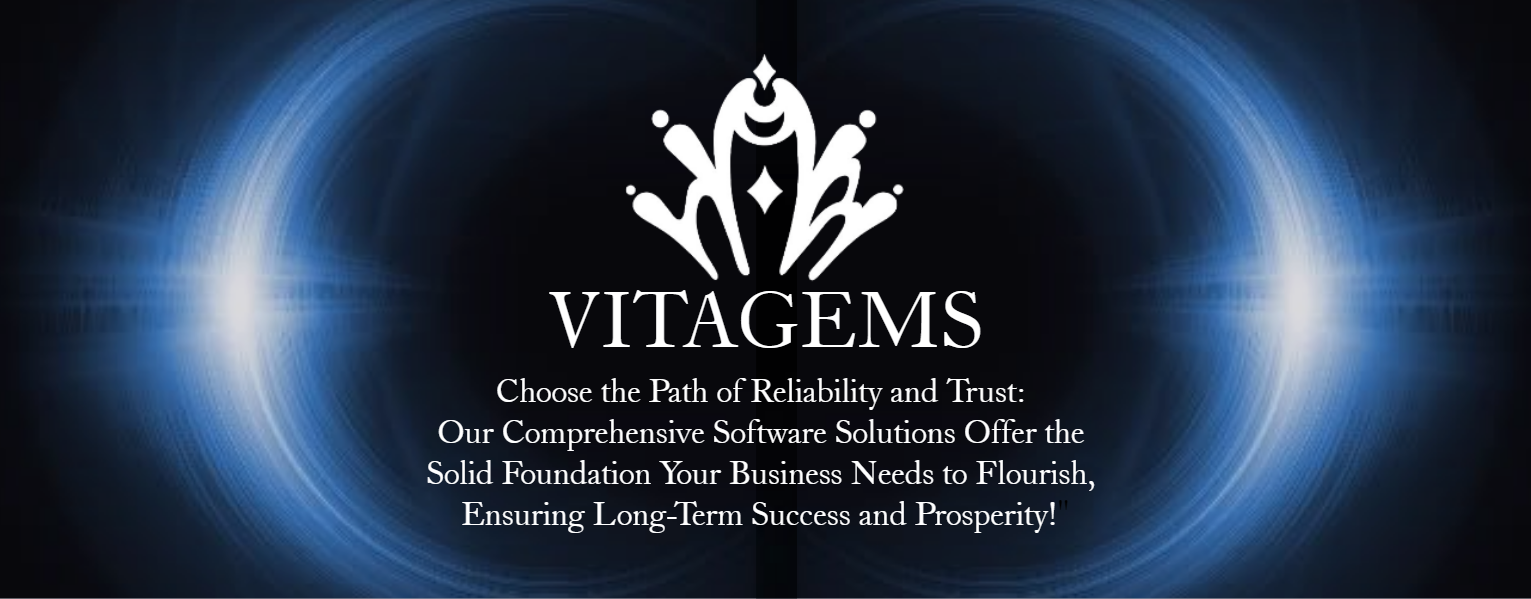 VITAGEMS
Choose the Path of Reliability and Trust:
Our Comprehensive Software Solutions Offer the
Solid Foundation Your Business Needs to Flourish,
Ensuring Long-Term Success and Prosperity!"